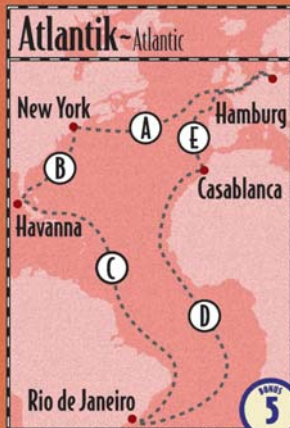 Atlantik~Atlantic
New York
A
Hamburg
E
B
Casablanca
Havanna
C
D
Rio de Janeiro
BONUS
5